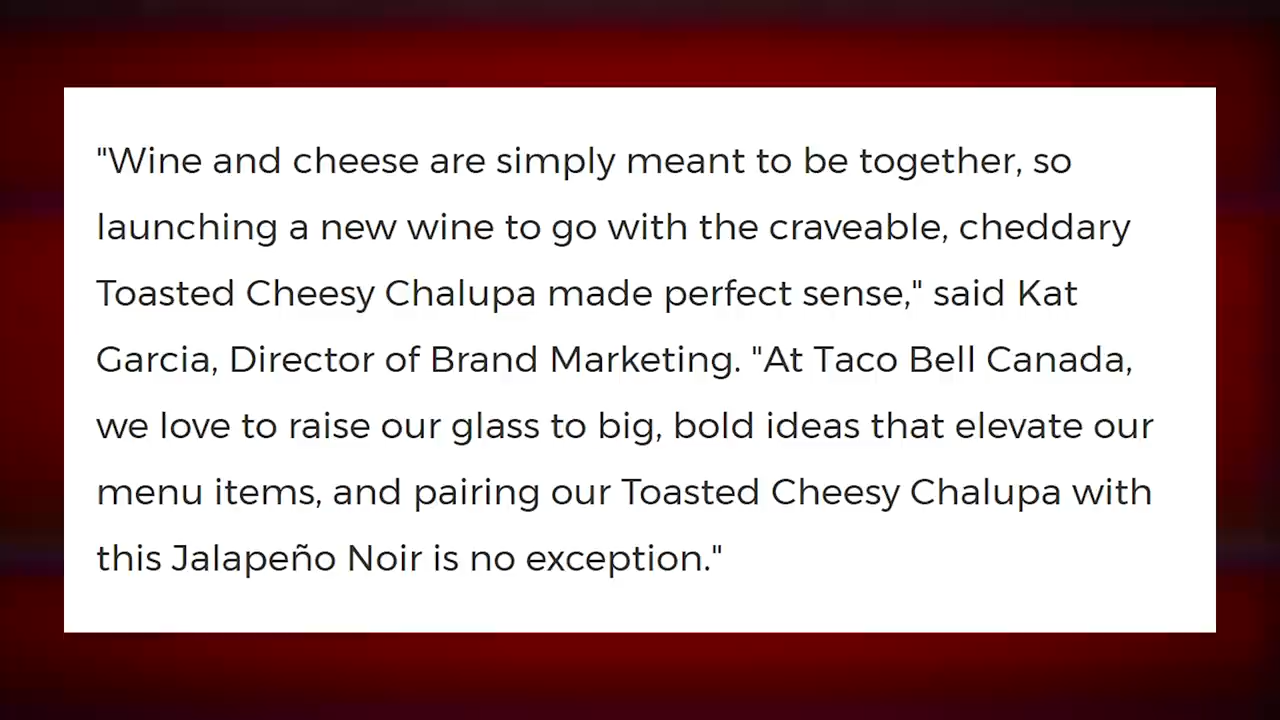 "Wine and cheese are simply meant to be together, so
launching a new wine to go with the craveable, cheddary
Toasted Cheesy Chalupa made perfect sense," said Kat
Garcia, Director of Brand Marketing. "At Taco Bell Canada,
we love to raise our glass to big, bold ideas that elevate our
menu items, and pairing our Toasted Cheesy Chalupa with
this Jalapeño Noir is no exception."